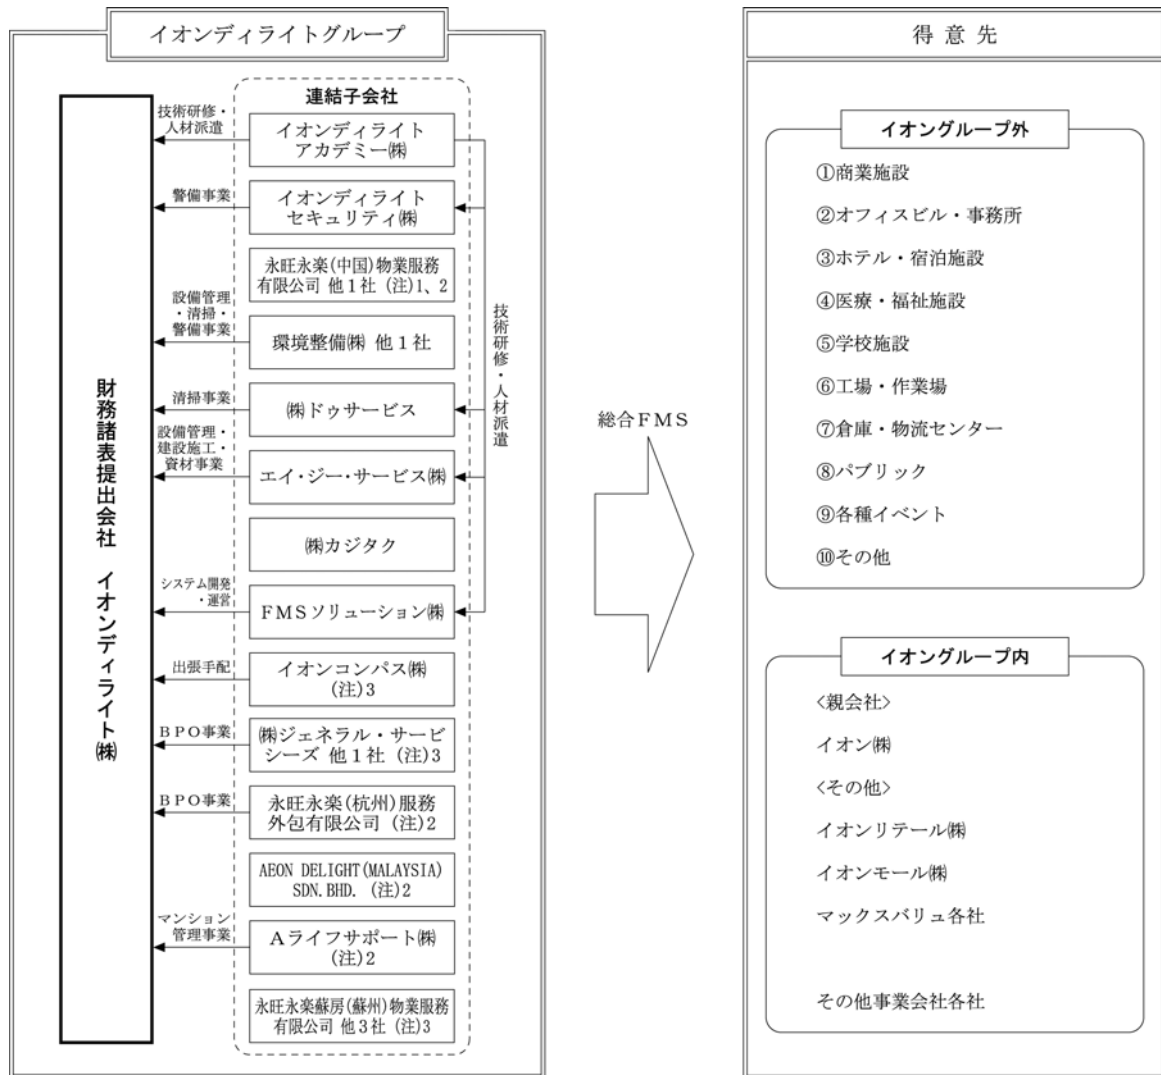 イオンディライトグループ
連結子会社
財務諸表提出会社 イオンディライト㈱
技術研修・
人材派遣
イオンディライト
アカデミー㈱
警備事業
イオンディライト
セキュリティ㈱
永旺永楽(中国)物業服務
有限公司 他1社 (注)1、2
設備管理
・清掃・
警備事業
環境整備㈱ 他1社
清掃事業
㈱ドゥサービス
設備管理・
建設施工・
資材事業
エイ・ジー・サービス㈱
㈱カジタク
システム開発
・運営
FMSソリューション㈱
出張手配
イオンコンパス㈱
(注)3
BPO事業
㈱ジェネラル・サービ
シーズ 他1社 (注)3
BPO事業
永旺永楽(杭州)服務
外包有限公司 (注)2
AEON DELIGHT(MALAYSIA)
SDN.BHD. (注)2
マンション
管理事業
Aライフサポート㈱
(注)2
永旺永楽蘇房(蘇州)物業服務
有限公司 他3社 (注)3
技術研修・人材派遣
総合FMS
得意先
イオングループ外
①商業施設
②オフィスビル・事務所
③ホテル・宿泊施設
④医療・福祉施設
⑤学校施設
⑥工場・作業場
⑦倉庫・物流センター
⑧パブリック
⑨各種イベント
⑩その他
イオングループ内
<親会社>
イオン㈱
<その他>
イオンリテール㈱
イオンモール㈱
マックスバリュ各社
その他事業会社各社